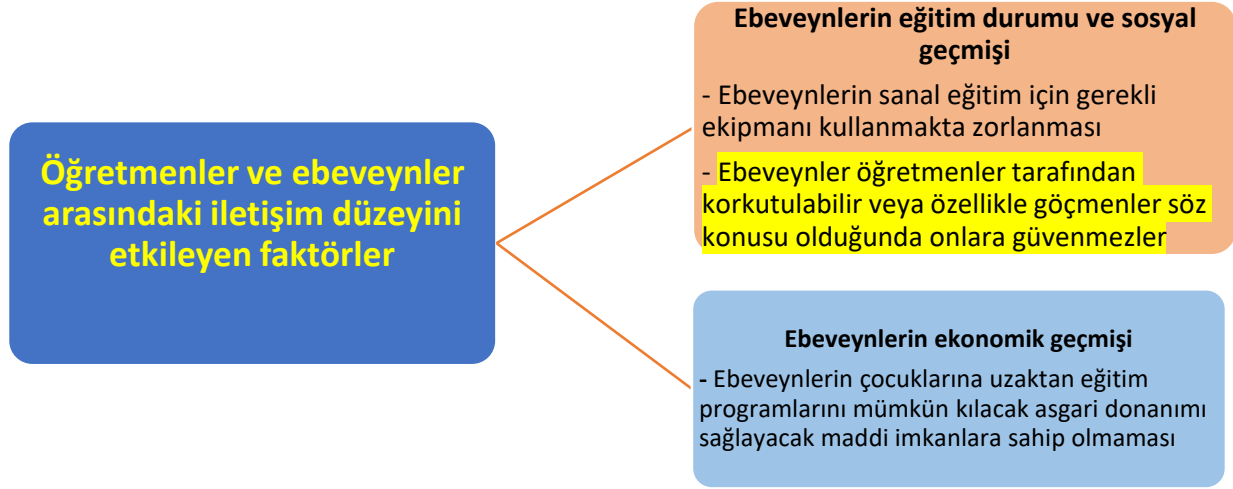 Öğretmenler ve ebeveynler
arasındaki iletişim düzeyini
etkileyen faktörler
Ebeveynlerin eğitim durumu ve sosyal
geçmişi
- Ebeveynlerin sanal eğitim için gerekli
ekipmanı kullanmakta zorlanması
- Ebeveynler öğretmenler tarafından
korkutulabilir veya özellikle göçmenler söz
konusu olduğunda onlara güvenmezler
Ebeveynlerin ekonomik geçmişi
- Ebeveynlerin çocuklarına uzaktan eğitim
programlarını mümkün kılacak asgari donanımı
sağlayacak maddi imkanlara sahip olmaması